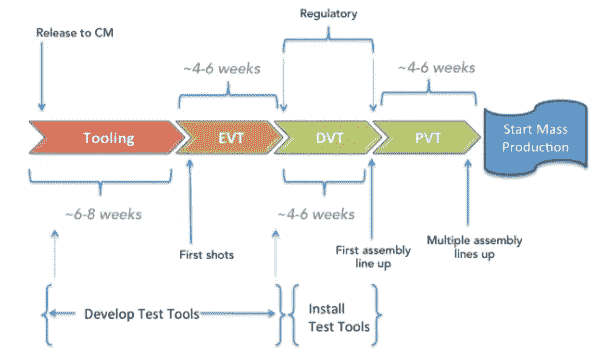 Release to CM
Regulatory
~4-6 weeks
~4-6 weeks
Tooling
EVT
DVT
PVT
Start Mass
Production
~6-8 weeks
~4-6 weeks
First shots
First assembly
line up
Multiple assembly
lines up
Develop Test Tools
Install
Test Tools